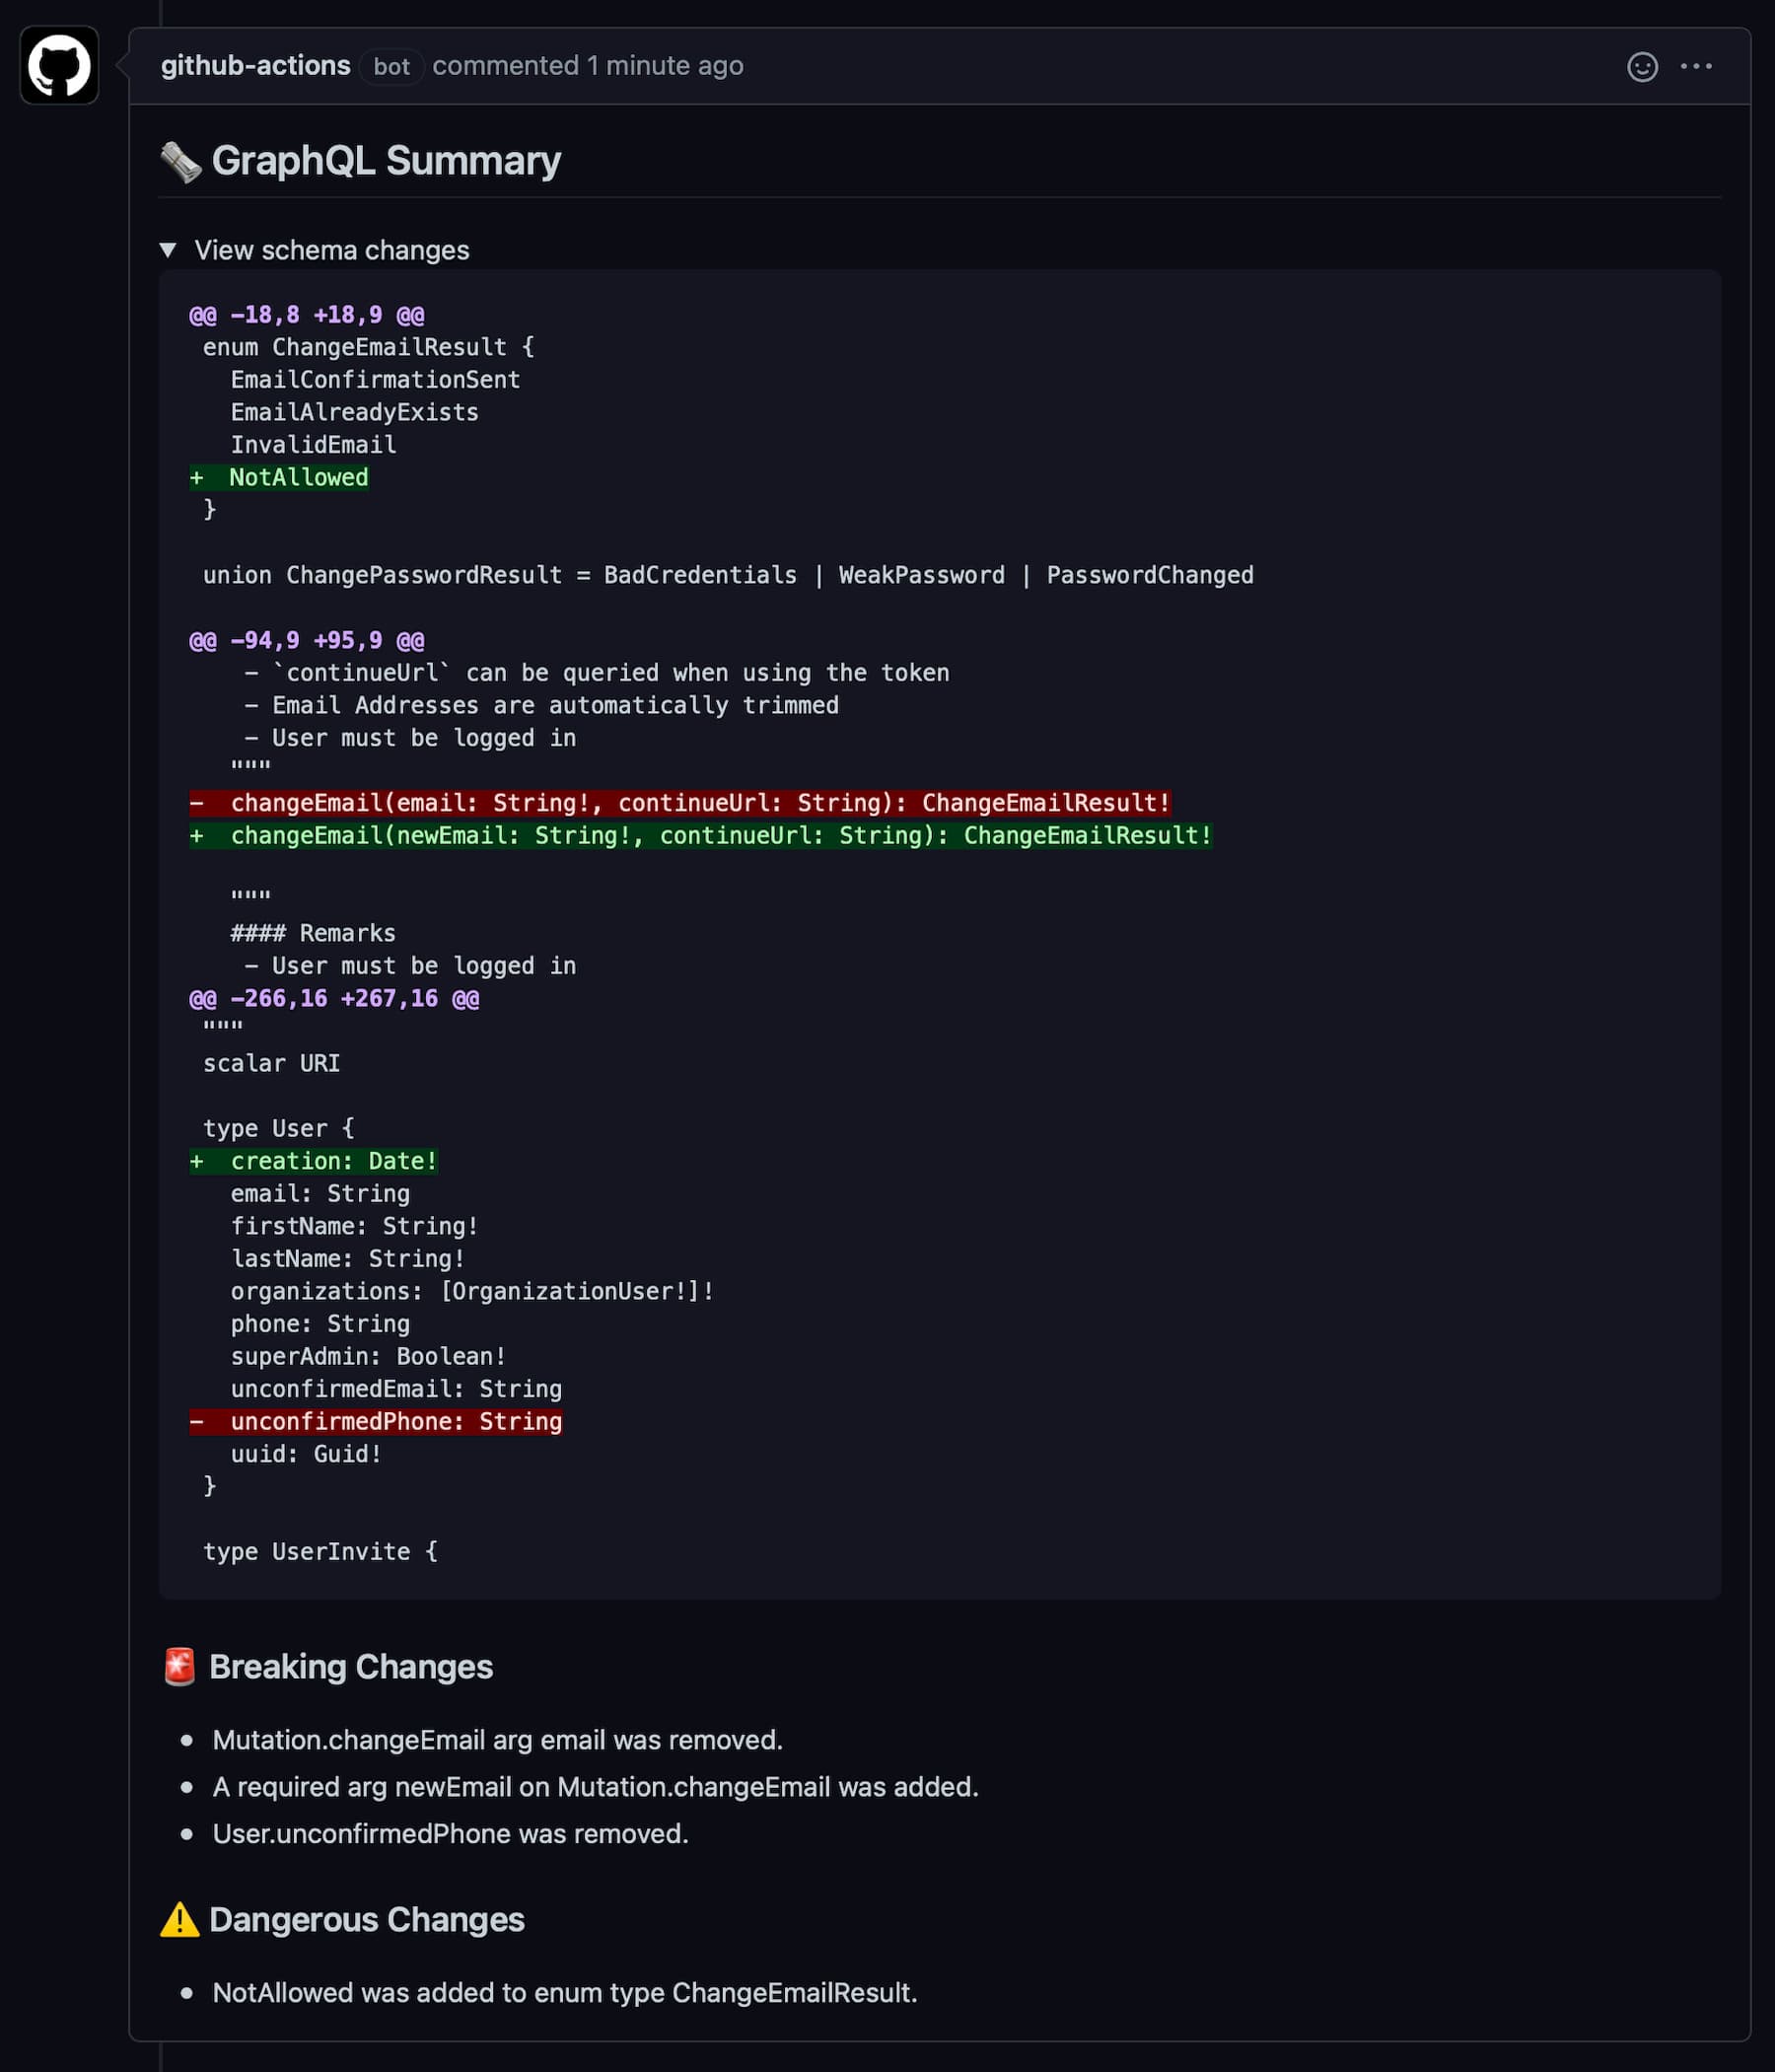 github-actions bot commented 1 minute ago
GraphQL Summary
View schema changes
@@ -18,8 +18,9 @@
 enum ChangeEmailResult {
   EmailConfirmationSent
   EmailAlreadyExists
   InvalidEmail
+  NotAllowed
 }
 union ChangePasswordResult = BadCredentials | WeakPassword | PasswordChanged
@@ -94,9 +95,9 @@
    - `continueUrl` can be queried when using the token
    - Email Addresses are automatically trimmed
    - User must be logged in
   """
-  changeEmail(email: String!, continueUrl: String): ChangeEmailResult!
+  changeEmail(newEmail: String!, continueUrl: String): ChangeEmailResult!
   """
   #### Remarks
    - User must be logged in
@@ -266,16 +267,16 @@
 """
 scalar URI
 type User {
+  creation: Date!
   email: String
   firstName: String!
   lastName: String!
   organizations: [OrganizationUser!]!
   phone: String
   superAdmin: Boolean!
   unconfirmedEmail: String
-  unconfirmedPhone: String
   uuid: Guid!
 }
 type UserInvite {
Breaking Changes
• Mutation.changeEmail arg email was removed.
• A required arg newEmail on Mutation.changeEmail was added.
• User.unconfirmedPhone was removed.
Dangerous Changes
• NotAllowed was added to enum type ChangeEmailResult.